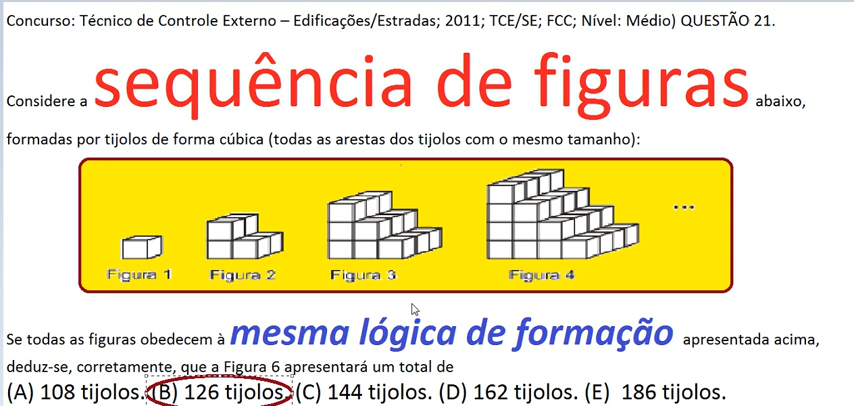 Concurso: Técnico de Controle Externo – Edificações/Estradas; 2011; TCE/SE; FCC; Nível: Médio) QUESTÃO 21.
Considere a sequência de figuras abaixo,
formadas por tijolos de forma cúbica (todas as arestas dos tijolos com o mesmo tamanho):
...
Figura 1 Figura 2 Figura 3 Figura 4
Se todas as figuras obedecem à mesma lógica de formação apresentada acima,
deduz-se, corretamente, que a Figura 6 apresentará um total de
(A) 108 tijolos. (B) 126 tijolos. (C) 144 tijolos. (D) 162 tijolos. (E) 186 tijolos.